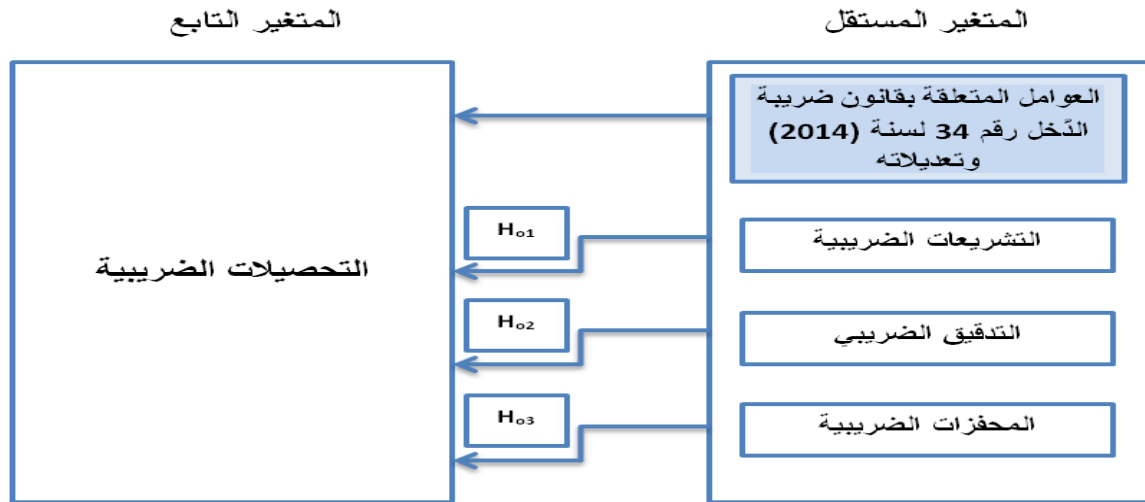 المتغير المستقل
المتغير التابع
العوامل المتعلقة بقانون ضريبة
الدّخل رقم 34 لسنة (2014)
وتعديلاته
التشريعات الضريبية
التدقيق الضريبي
المحفزات الضريبية
Ho1
Ho2
Ho3
التحصيلات الضريبية